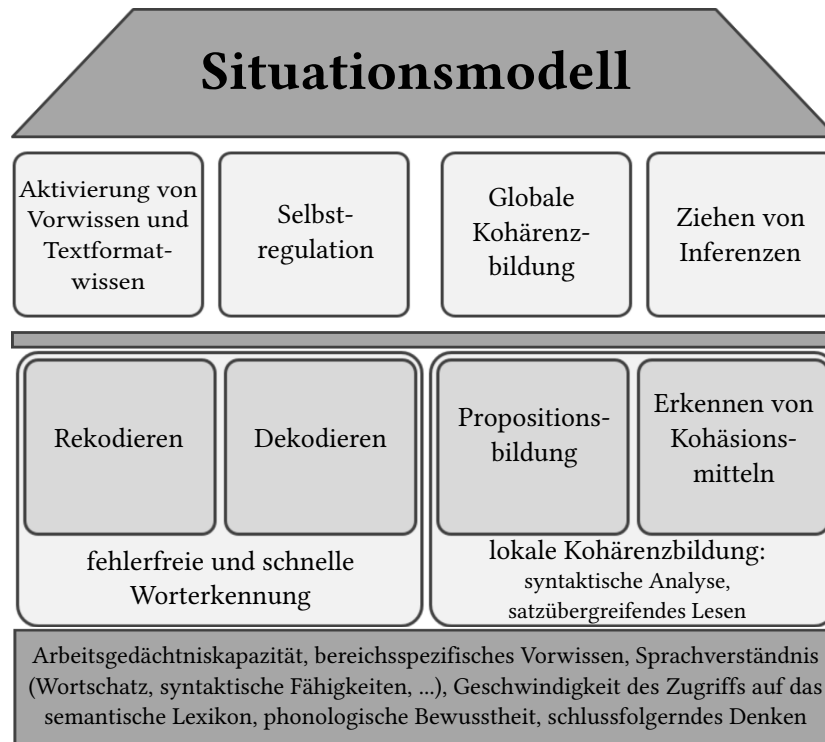 Situationsmodell
Aktivierung von
Vorwissen und
Textformat-
wissen
Selbst-
regulation
Globale
Kohärenz-
bildung
Ziehen von
Inferenzen
Rekodieren
Dekodieren
Propositions-
bildung
Erkennen von
Kohäsions-
mitteln
fehlerfreie und schnelle
Worterkennung
lokale Kohärenzbildung:
syntaktische Analyse,
satzübergreifendes Lesen
Arbeitsgedächtniskapazität, bereichsspezifisches Vorwissen, Sprachverständnis
(Wortschatz, syntaktische Fähigkeiten, ...), Geschwindigkeit des Zugriffs auf das
semantische Lexikon, phonologische Bewusstheit, schlussfolgerndes Denken